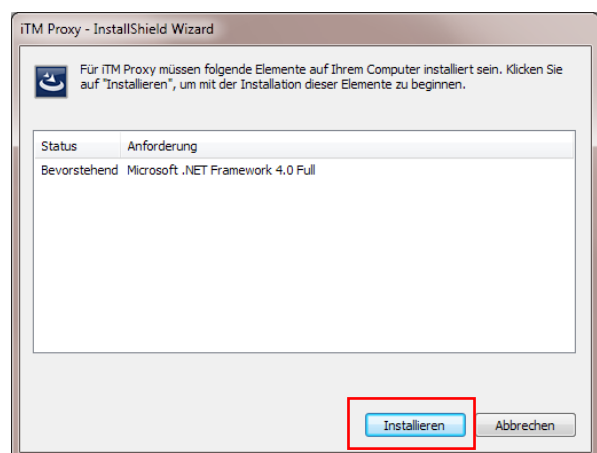 iTM Proxy - InstallShield Wizard
Für iTM Proxy müssen folgende Elemente auf Ihrem Computer installiert sein. Klicken Sie
auf "Installieren", um mit der Installation dieser Elemente zu beginnen.
Status Anforderung
Bevorstehend Microsoft .NET Framework 4.0 Full
Installieren Abbrechen